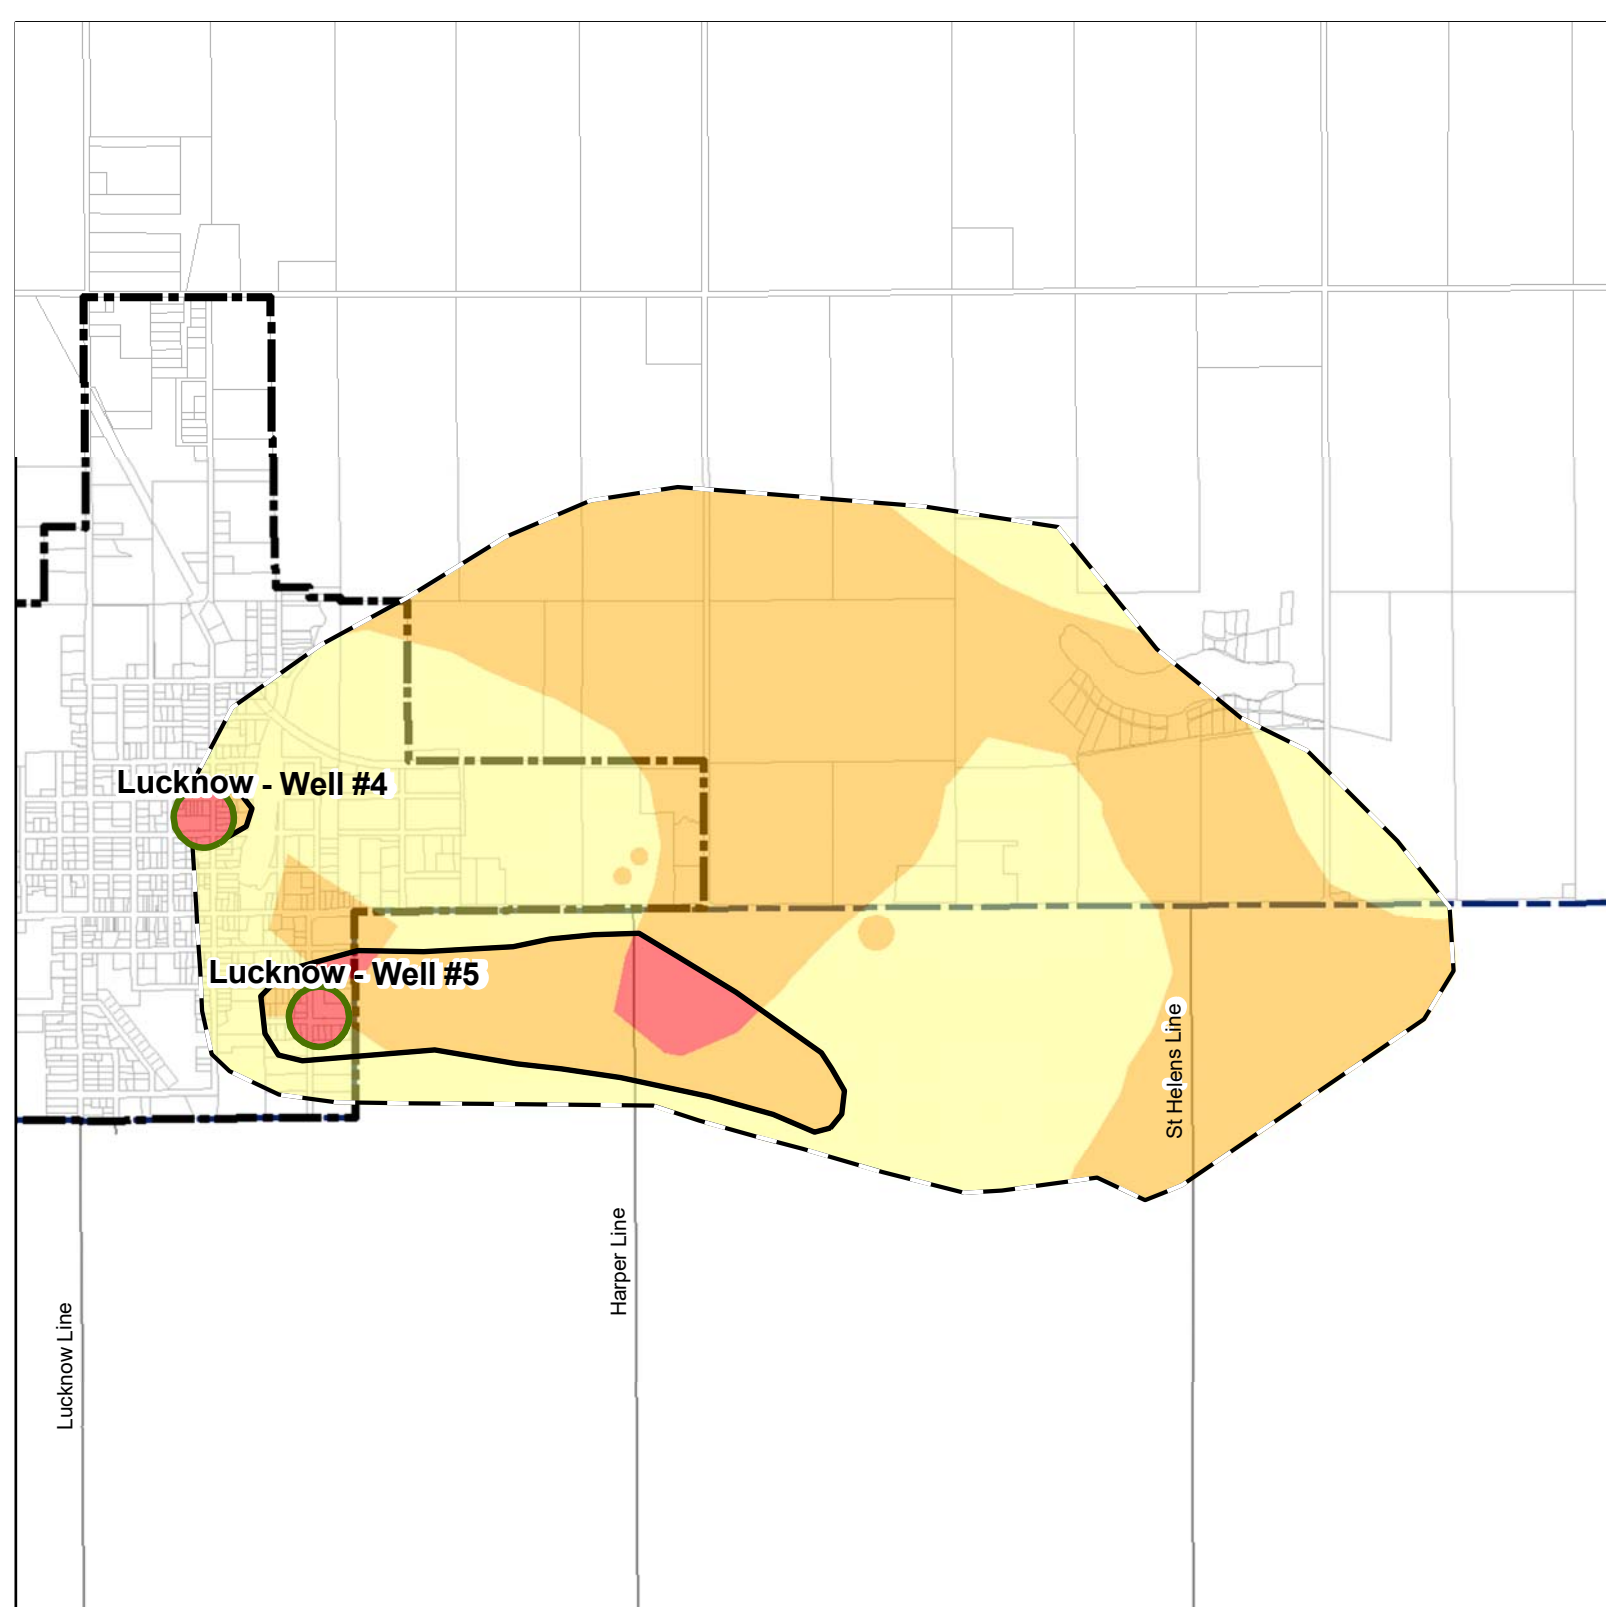 Lucknow - Well #4
Lucknow - Well #5
St Helens Line
Harper Line
Lucknow Line